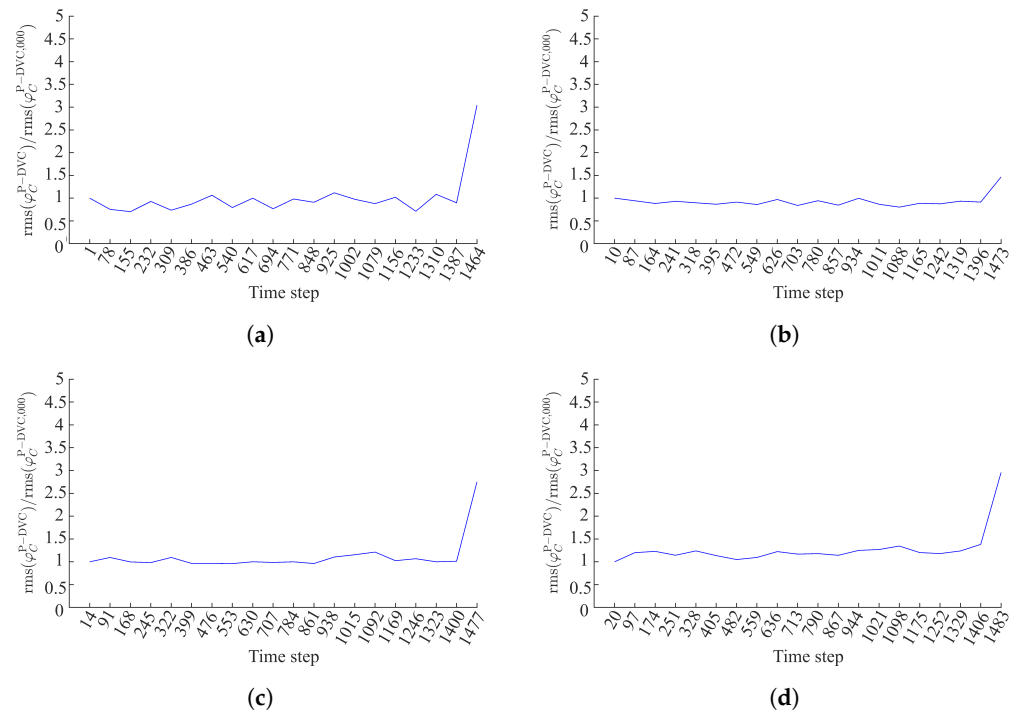 5
4.5
4
3.5
3
2.5
2
1.5
1
0.5
0
rms(φ_C^{P−DVC})/rms(φ_C^{P−DVC,000})
1 78 155 232 309 386 463 540 617 694 771 848 925 1002 1079 1156 1233 1310 1387 1464
Time step
(a)
5
4.5
4
3.5
3
2.5
2
1.5
1
0.5
0
rms(φ_C^{P−DVC})/rms(φ_C^{P−DVC,000})
10 87 164 241 318 395 472 549 626 703 780 857 934 1011 1088 1165 1242 1319 1396 1473
Time step
(b)
5
4.5
4
3.5
3
2.5
2
1.5
1
0.5
0
rms(φ_C^{P−DVC})/rms(φ_C^{P−DVC,000})
14 91 168 245 322 399 476 553 630 707 784 861 938 1015 1092 1169 1246 1323 1400 1477
Time step
(c)
5
4.5
4
3.5
3
2.5
2
1.5
1
0.5
0
rms(φ_C^{P−DVC})/rms(φ_C^{P−DVC,000})
20 97 174 251 328 405 482 559 636 713 790 867 944 1021 1098 1175 1252 1329 1406 1483
Time step
(d)